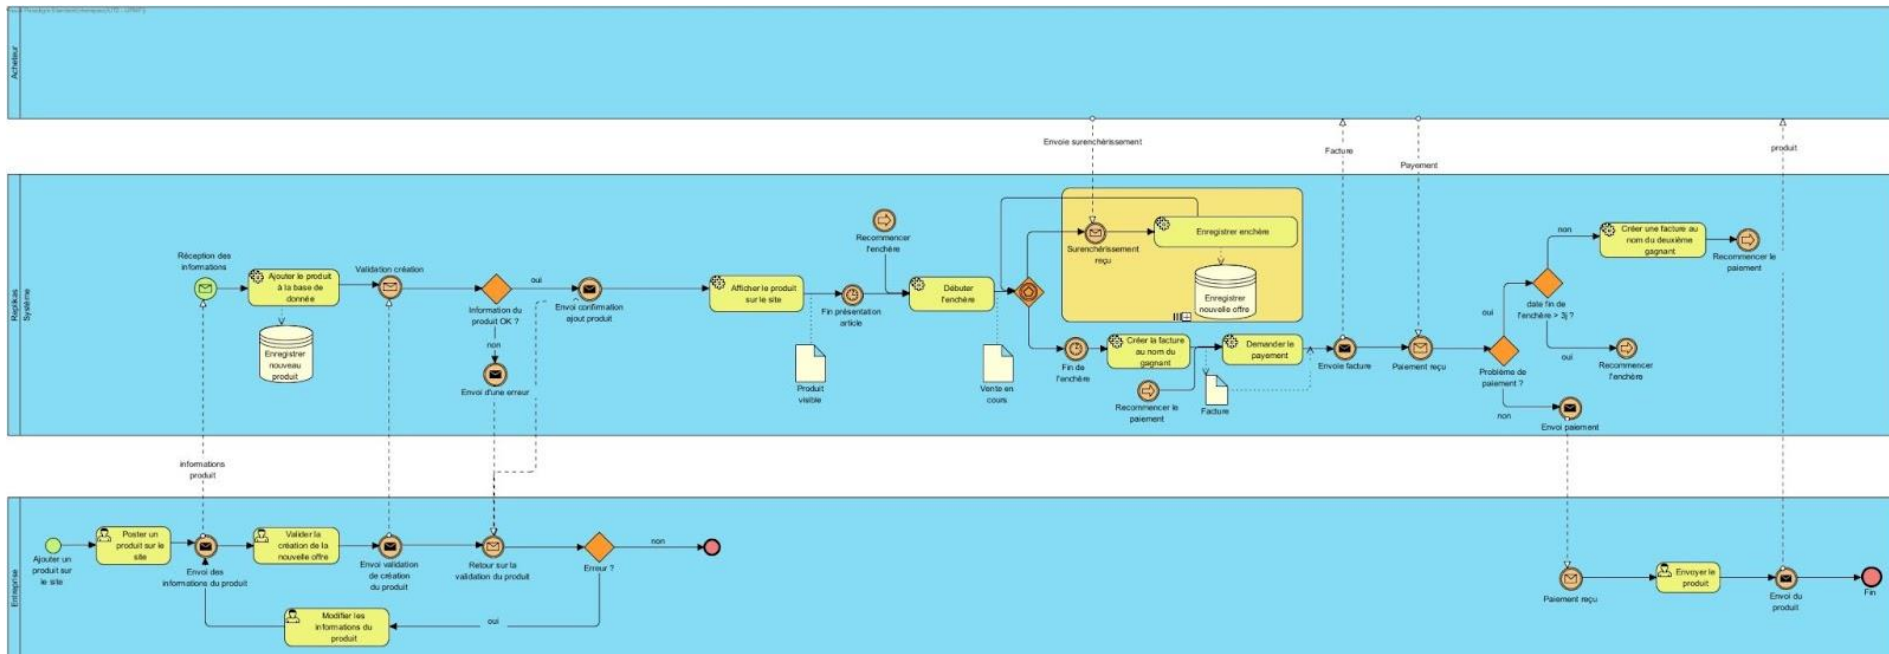 Acheteur
Envoie surenchérissement
Facture
Payement
produit
Replikas
Système
Réception des
informations
Ajouter le produit
à la base de
donnée
Enregistrer
nouveau
produit
Validation création
Information du
produit OK ?
oui
non
Envoi d'une erreur
Envoi confirmation
ajout produit
Afficher le produit
sur le site
Produit
visible
Fin présentation
article
Recommencer
l'enchère
Débuter
l'enchère
Vente en
cours
Surenchérissement
reçu
Enregistrer enchère
Enregistrer
nouvelle offre
Fin de
l'enchère
Créer la facture
au nom du
gagnant
Recommencer le
paiement
Demander le
payement
Facture
Envoie facture
Paiement reçu
Problème de
paiement ?
oui
non
date fin de
l'enchère > 3j ?
non
oui
Créer une facture au
nom du deuxième
gagnant
Recommencer le
paiement
Recommencer
l'enchère
Envoi paiement
informations
produit
Entreprise
Ajouter un
produit sur
le site
Poster un
produit sur le
site
Envoi des
informations du produit
Valider la
création de la
nouvelle offre
Envoi validation
de création
du produit
Retour sur la
validation du produit
Erreur ?
non
oui
Modifier les
informations du
produit
Paiement reçu
Envoyer le
produit
Envoi du
produit
Fin